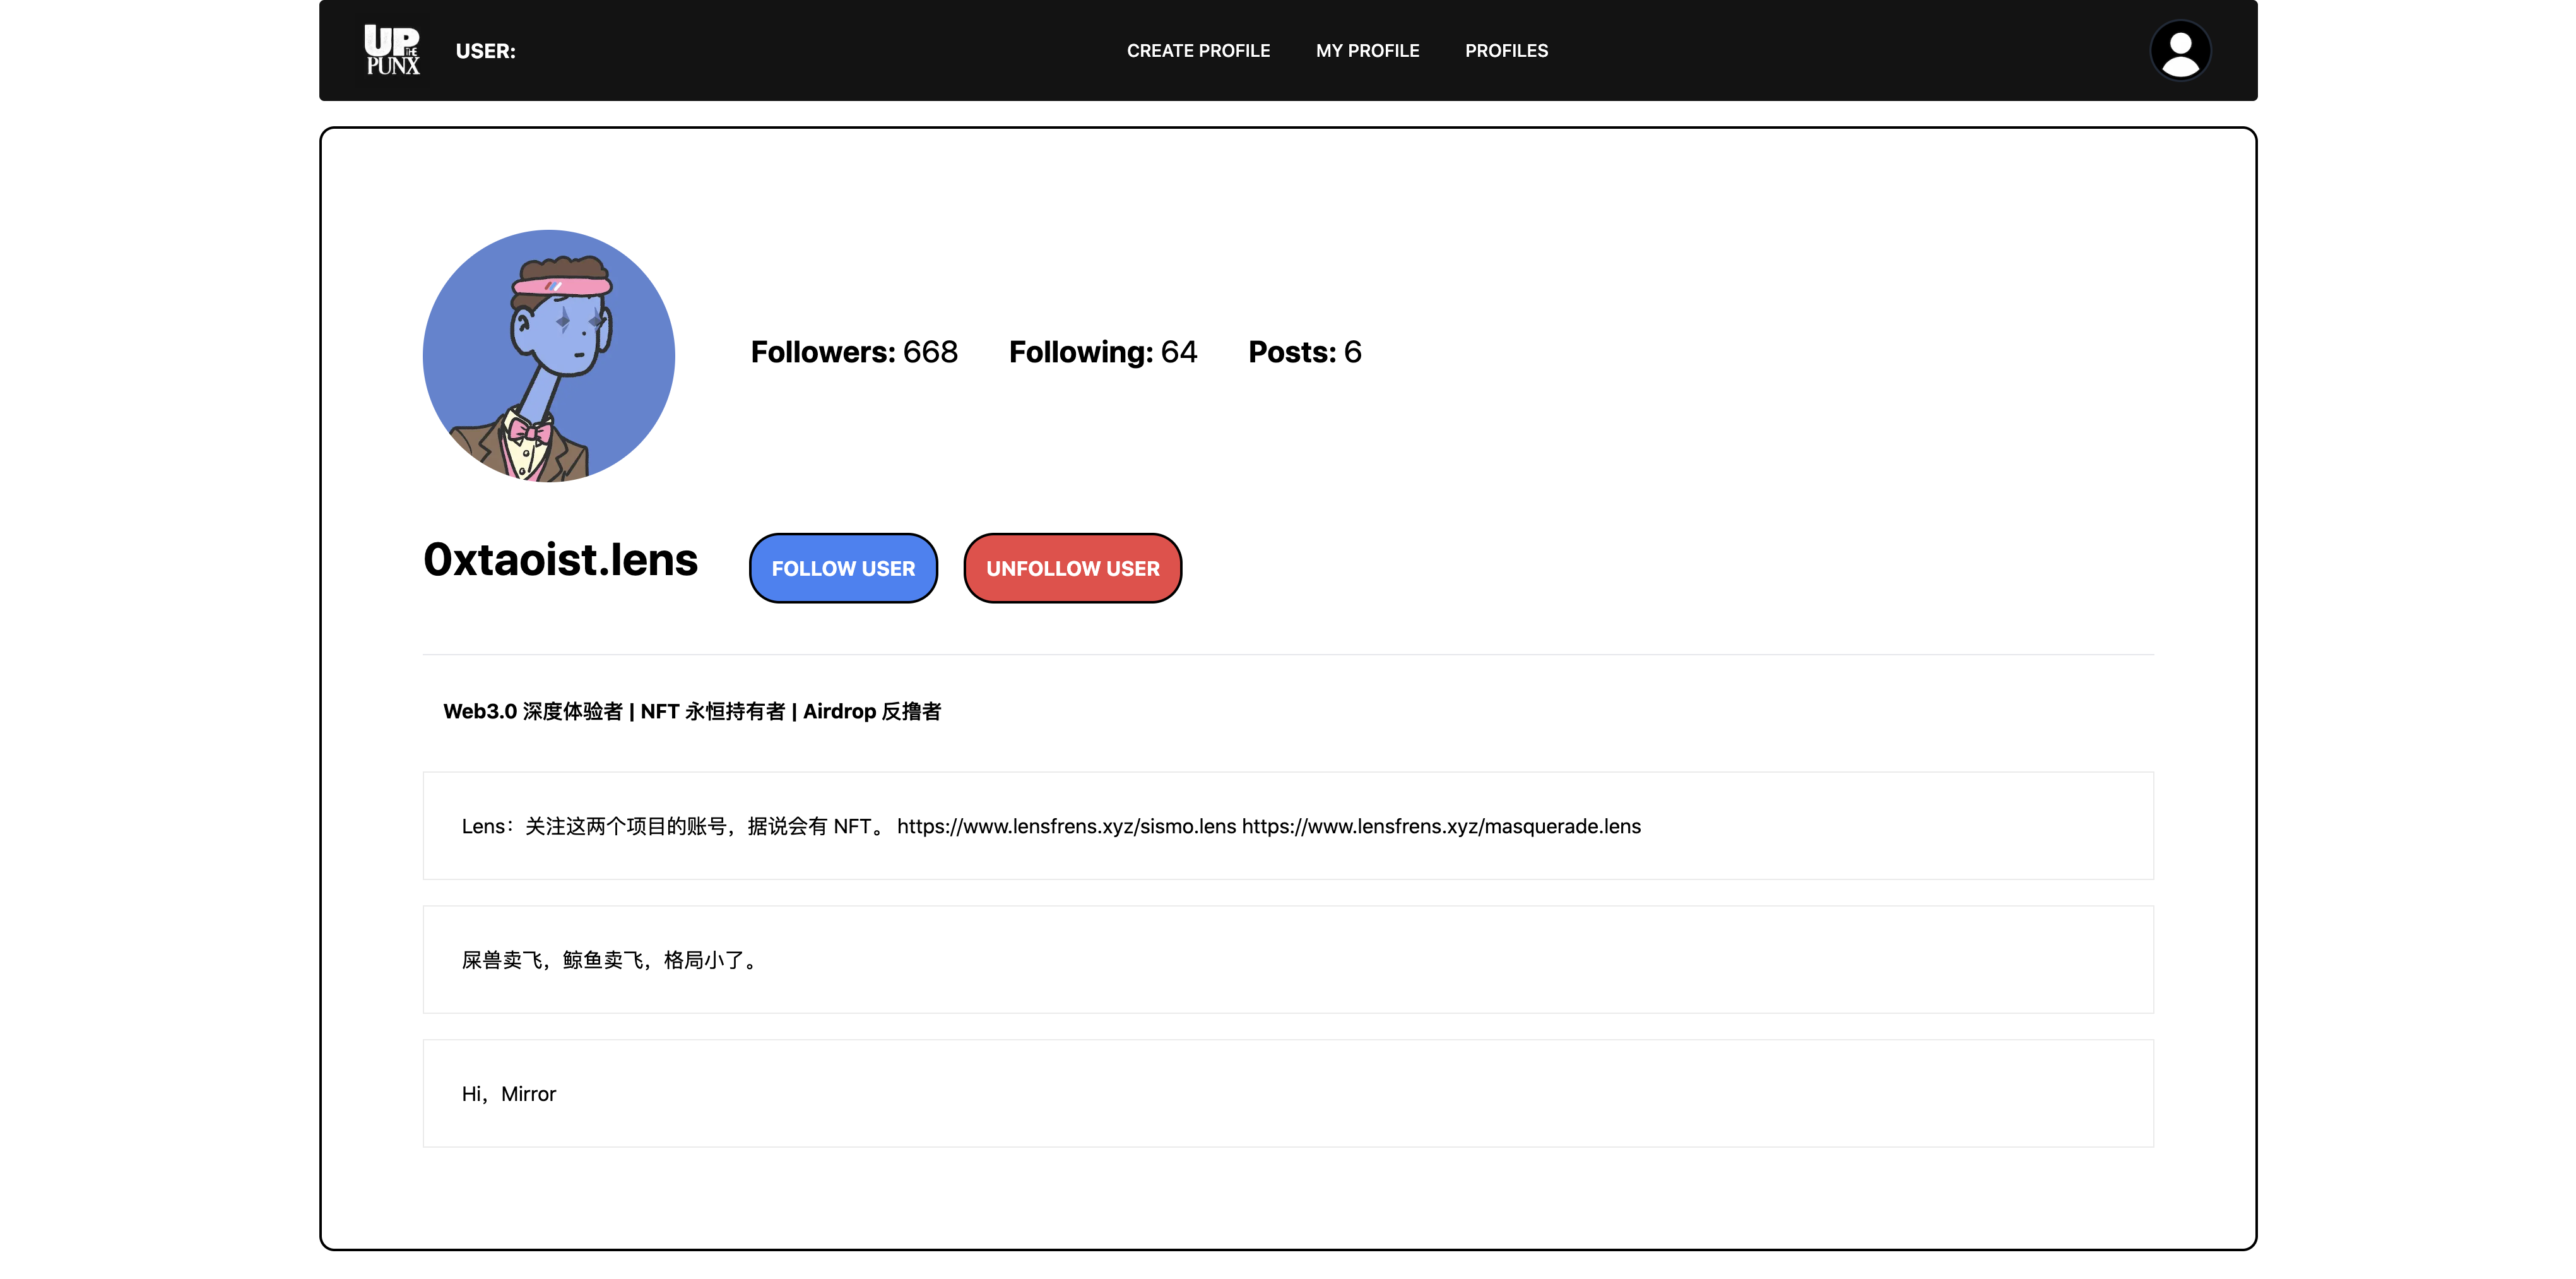 UP THE
PUNX
USER:
CREATE PROFILE
MY PROFILE
PROFILES
Followers: 668
Following: 64
Posts: 6
0xtaoist.lens
FOLLOW USER
UNFOLLOW USER
Web3.0 深度体验者 | NFT 永恒持有者 | Airdrop 反撸者
Lens：关注这两个项目的账号，据说会有 NFT。 https://www.lensfrens.xyz/sismo.lens https://www.lensfrens.xyz/masquerade.lens
屎兽卖飞，鲸鱼卖飞，格局小了。
Hi，Mirror